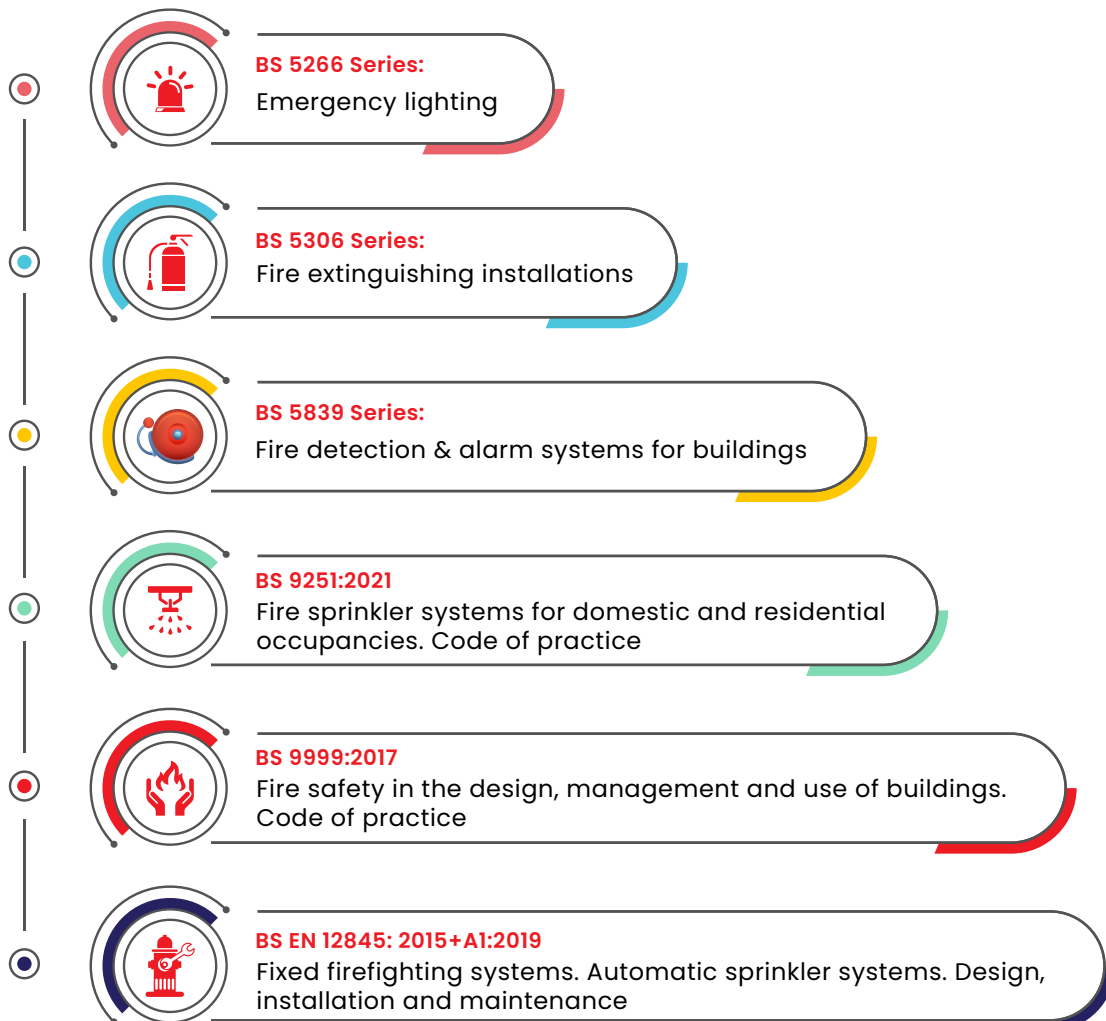 BS 5266 Series:
Emergency lighting
BS 5306 Series:
Fire extinguishing installations
BS 5839 Series:
Fire detection & alarm systems for buildings
BS 9251:2021
Fire sprinkler systems for domestic and residential
occupancies. Code of practice
BS 9999:2017
Fire safety in the design, management and use of buildings.
Code of practice
BS EN 12845: 2015+A1:2019
Fixed firefighting systems. Automatic sprinkler systems. Design,
installation and maintenance